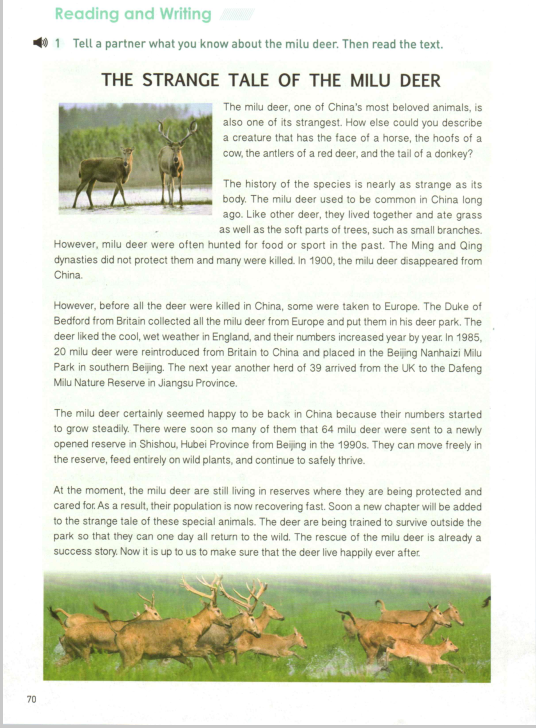 Reading and Writing
1 Tell a partner what you know about the milu deer. Then read the text.
THE STRANGE TALE OF THE MILU DEER
The milu deer, one of China's most beloved animals, is
also one of its strangest. How else could you describe
a creature that has the face of a horse, the hoofs of a
cow, the antlers of a red deer, and the tail of a donkey?
The history of the species is nearly as strange as its
body. The milu deer used to be common in China long
ago. Like other deer, they lived together and ate grass
as well as the soft parts of trees, such as small branches.
However, milu deer were often hunted for food or sport in the past. The Ming and Qing
dynasties did not protect them and many were killed. In 1900, the milu deer disappeared from
China.
However, before all the deer were killed in China, some were taken to Europe. The Duke of
Bedford from Britain collected all the milu deer from Europe and put them in his deer park. The
deer liked the cool, wet weather in England, and their numbers increased year by year. In 1985,
20 milu deer were reintroduced from Britain to China and placed in the Beijing Nanhaizi Milu
Park in southern Beijing. The next year another herd of 39 arrived from the UK to the Dafeng
Milu Nature Reserve in Jiangsu Province.
The milu deer certainly seemed happy to be back in China because their numbers started
to grow steadily. There were soon so many of them that 64 milu deer were sent to a newly
opened reserve in Shishou, Hubei Province from Beijing in the 1990s. They can move freely in
the reserve, feed entirely on wild plants, and continue to safely thrive.
At the moment, the milu deer are still living in reserves where they are being protected and
cared for. As a result, their population is now recovering fast. Soon a new chapter will be added
to the strange tale of these special animals. The deer are being trained to survive outside the
park so that they can one day all return to the wild. The rescue of the milu deer is already a
success story. Now it is up to us to make sure that the deer live happily ever after.
70